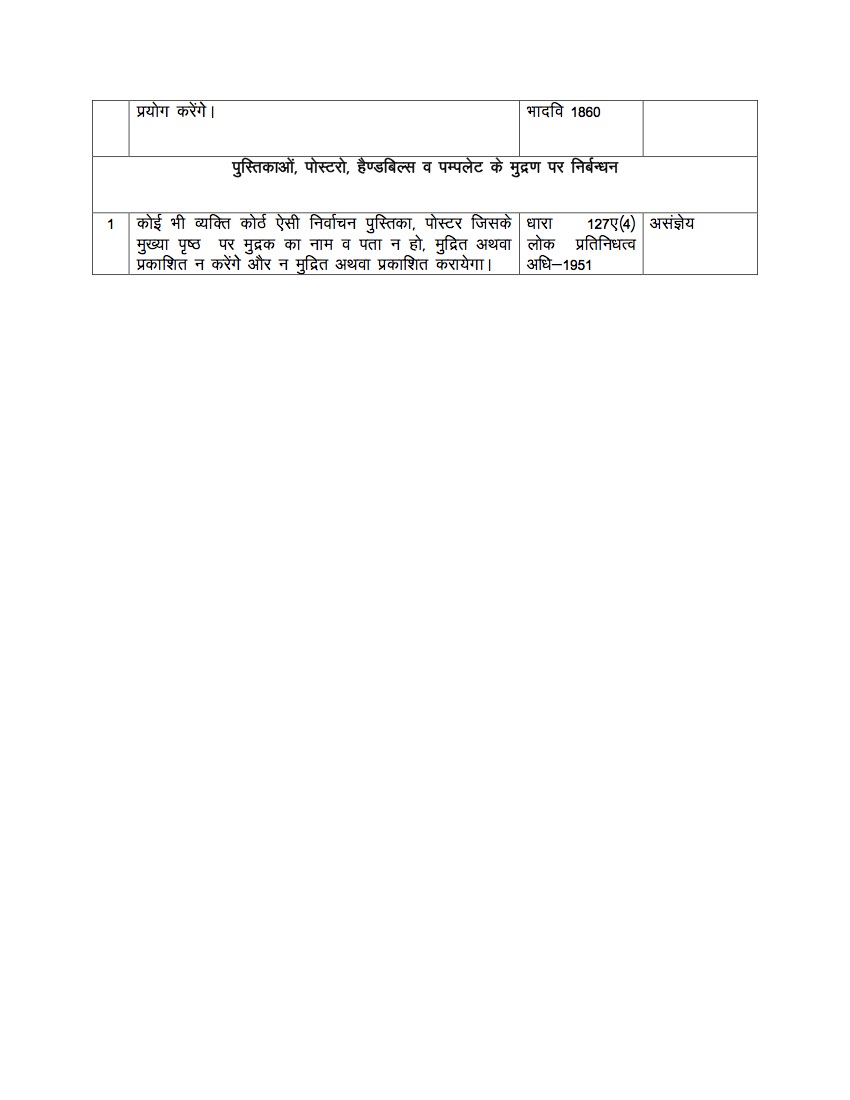 प्रयोग करेंगे। भादवि 1860
पुस्तिकाओं, पोस्टरो, हैण्डबिल्स व पम्पलेट के मुद्रण पर निर्बन्धन
1 कोई भी व्यक्ति कोर्ठ ऐसी निर्वाचन पुस्तिका, पोस्टर जिसके धारा 127ए(4) असंज्ञेय
मुख्या पृष्ठ पर मुद्रक का नाम व पता न हो, मुद्रित अथवा लोक प्रतिनिधत्व
प्रकाशित न करेंगे और न मुद्रित अथवा प्रकाशित करायेगा। अधि–1951